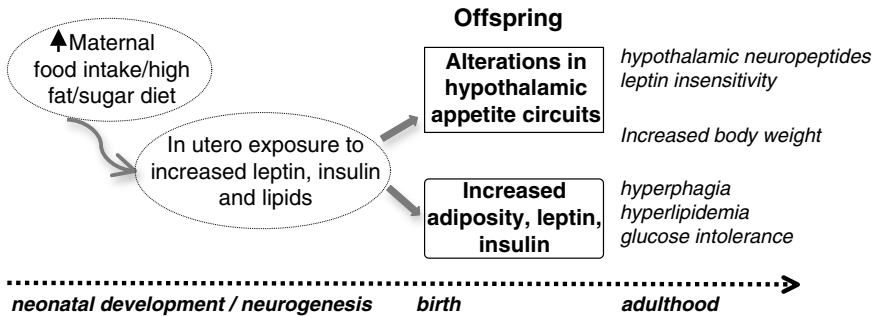 Offspring
Maternal
food intake/high
fat/sugar diet
In utero exposure to
increased leptin, insulin
and lipids
Alterations in
hypothalamic
appetite circuits
hypothalamic neuropeptides
leptin insensitivity
Increased body weight
Increased
adiposity, leptin,
insulin
hyperphagia
hyperlipidemia
glucose intolerance
neonatal development / neurogenesis birth adulthood